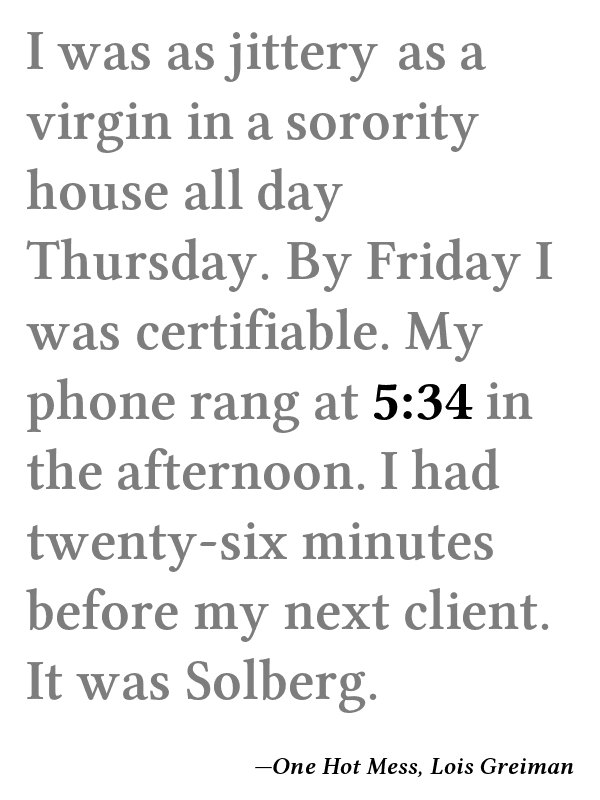 I was as jittery as a
virgin in a sorority
house all day
Thursday. By Friday I
was certifiable. My
phone rang at 5:34 in
the afternoon. I had
twenty-six minutes
before my next client.
It was Solberg.
—One Hot Mess, Lois Greiman